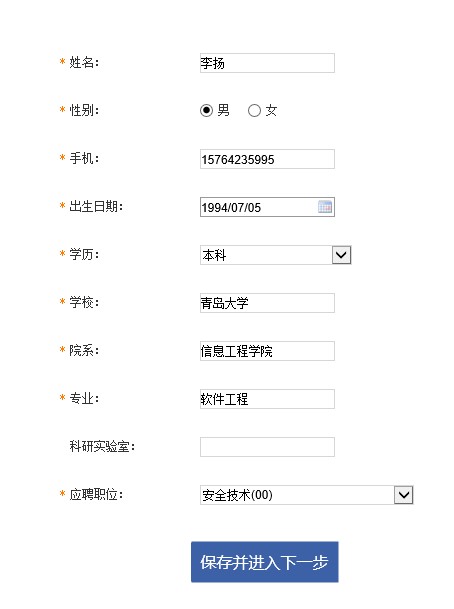 * 姓名： 李扬
* 性别： 男 女
* 手机： 15764235995
* 出生日期： 1994/07/05
* 学历： 本科
* 学校： 青岛大学
* 院系： 信息工程学院
* 专业： 软件工程
科研实验室：
* 应聘职位： 安全技术(00)
保存并进入下一步